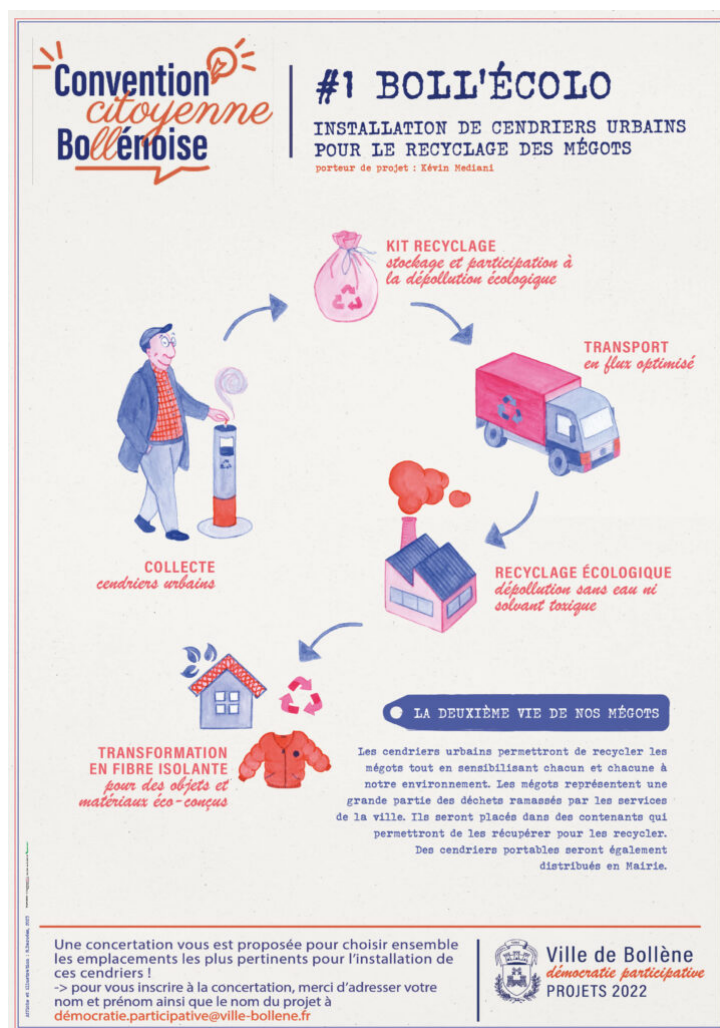 Convention
citoyenne
Bollénoise
#1 BOLL'ÉCOLO
INSTALLATION DE CENDRIERS URBAINS
POUR LE RECYCLAGE DES MÉGOTS
porteur de projet : Kévin Mediani
KIT RECYCLAGE
stockage et participation à
la dépollution écologique
TRANSPORT
en flux optimisé
COLLECTE
cendriers urbains
RECYCLAGE ÉCOLOGIQUE
dépollution sans eau ni
solvant toxique
TRANSFORMATION
EN FIBRE ISOLANTE
pour des objets et
matériaux éco-conçus
LA DEUXIÈME VIE DE NOS MÉGOTS
Les cendriers urbains permettront de recycler les
mégots tout en sensibilisant chacun et chacune à
notre environnement. Les mégots représentent une
grande partie des déchets ramassés par les services
de la ville. Ils seront placés dans des contenants qui
permettront de les récupérer pour les recycler.
Des cendriers portables seront également
distribués en Mairie.
Une concertation vous est proposée pour choisir ensemble
les emplacements les plus pertinents pour l'installation de
ces cendriers !
-> pour vous inscrire à la concertation, merci d'adresser votre
nom et prénom ainsi que le nom du projet à
démocratie.participative@ville-bollene.fr
Ville de Bollène
démocratie participative
PROJETS 2022